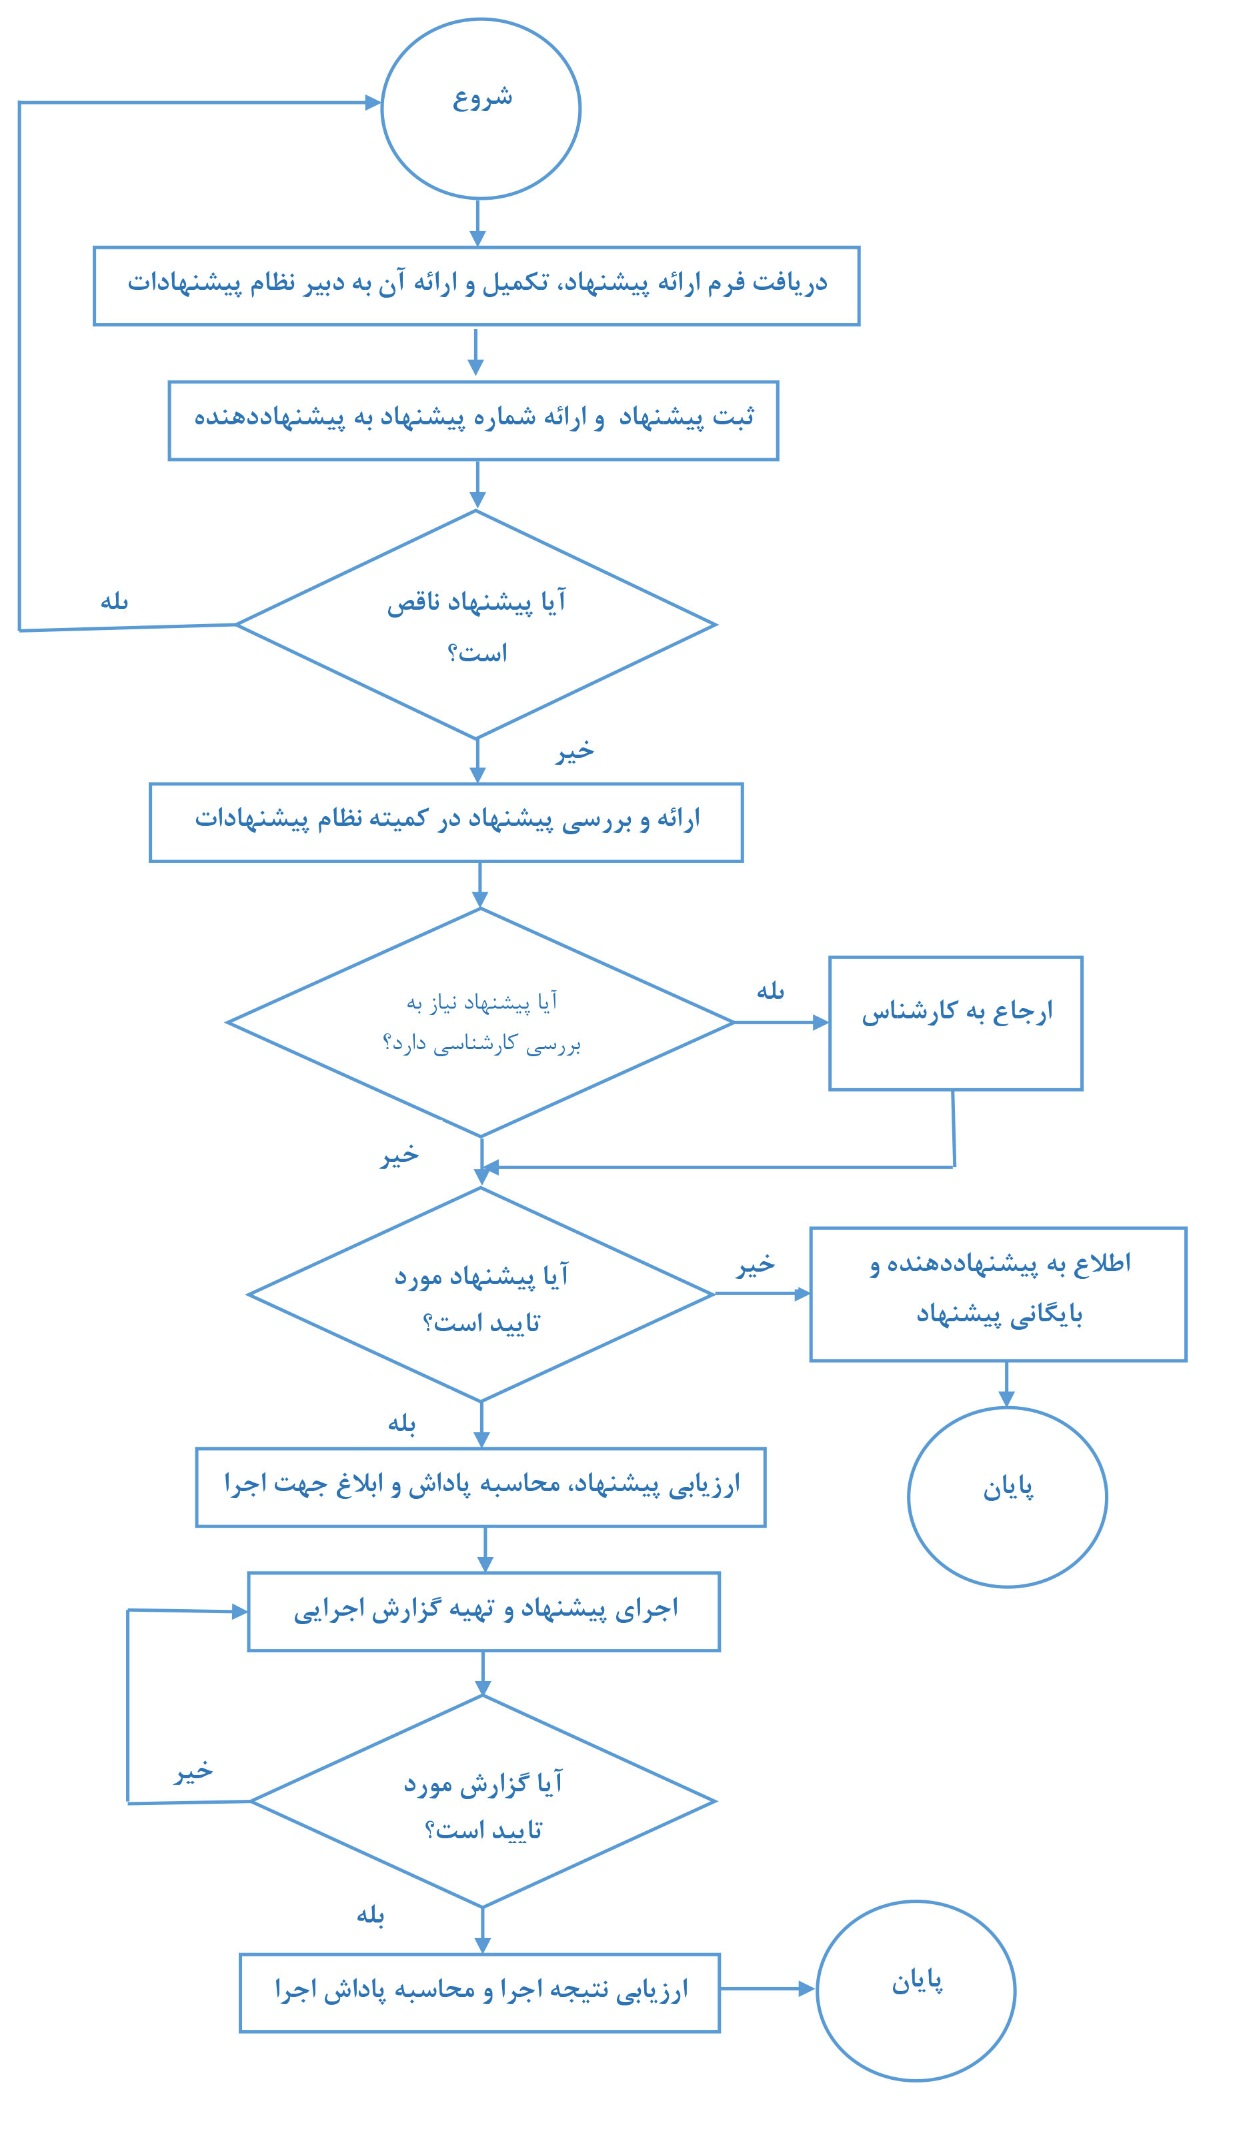 شروع
دریافت فرم ارائه پیشنهاد، تکمیل و ارائه آن به دبیر نظام پیشنهادات
ثبت پیشنهاد و ارائه شماره پیشنهاد به پیشنهاددهنده
آیا پیشنهاد ناقص
است؟
بله
خیر
ارائه و بررسی پیشنهاد در کمیته نظام پیشنهادات
آیا پیشنهاد نیاز به
بررسی کارشناسی دارد؟
بله
ارجاع به کارشناس
خیر
آیا پیشنهاد مورد
تایید است؟
خیر
اطلاع به پیشنهاددهنده و
بایگانی پیشنهاد
پایان
بله
ارزیابی پیشنهاد، محاسبه پاداش و ابلاغ جهت اجرا
اجرای پیشنهاد و تهیه گزارش اجرایی
آیا گزارش مورد
تایید است؟
خیر
بله
ارزیابی نتیجه اجرا و محاسبه پاداش اجرا
پایان